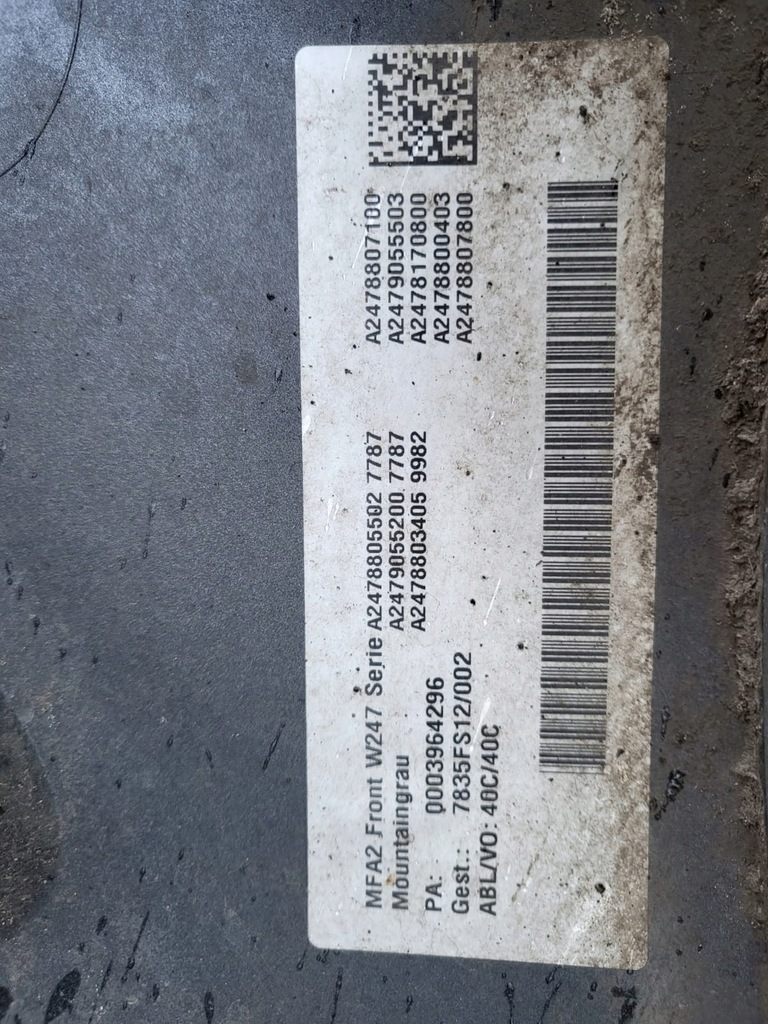 MFA2 Front W247 Serie A2478805502 7787 A2478807100
Mountaingrau A2479055200 7787 A2479055503
A2478803405 9982 A2478170800
PA: 0003964296 A2478800403
Gest.: 7835FS12/002 A2478807800
ABL/VO: 40C/40C